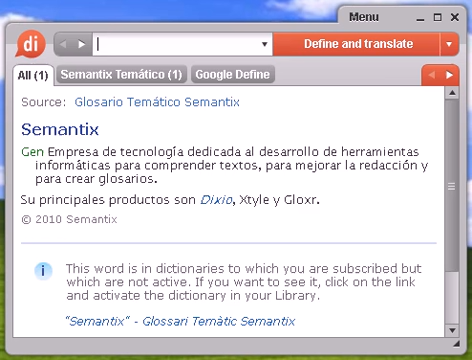 Menu
di
Define and translate
All (1)
Semantix Temático (1)
Google Define
Source: Glosario Temático Semantix
Semantix
Gen Empresa de tecnología dedicada al desarrollo de herramientas
informáticas para comprender textos, para mejorar la redacción y
para crear glosarios.
Su principales productos son Dixio, Xtyle y Gloxr.
© 2010 Semantix
i
This word is in dictionaries to which you are subscribed but
which are not active. If you want to see it, click on the link
and activate the dictionary in your Library.
"Semantix" - Glossari Temàtic Semantix